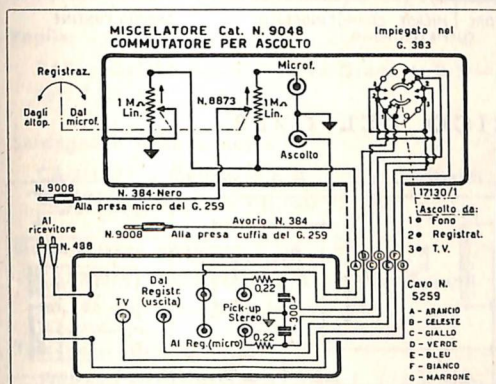 MISCELATORE Cat. N. 9048
COMMUTATORE PER ASCOLTO
Impiegato nel
G. 383
Registraz.
Dagli altop.
Dal microf.
1 MΩ Lin.
N. 8873
1 MΩ Lin.
Microf.
Ascolto
N. 9008
N. 384-Nero
Alla presa micro del G. 259
N. 9008
Avorio N. 384
Alla presa cuffia del G. 259
Al ricevitore
N. 488
17130/1
Ascolto da:
1 • Fono
2 • Registrat.
3 • T.V.
A B C D E F G
TV
Dal Registr. (uscita)
Al Reg.(micro)
Pick-up Stereo
0,22
0,22
300
Cavo N.
5259
A - ARANCIO
B - CELESTE
C - GIALLO
D - VERDE
E - BLEU
F - BIANCO
G - MARRONE